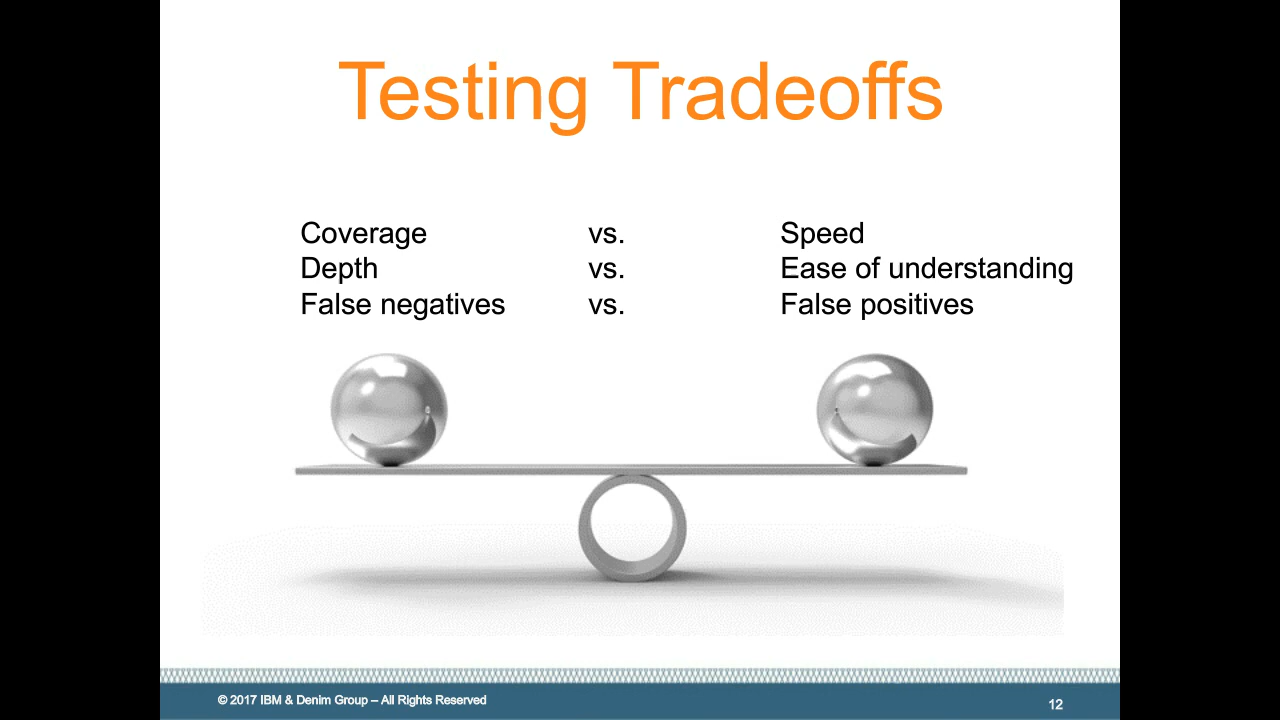 Testing Tradeoffs
Coverage vs. Speed
Depth vs. Ease of understanding
False negatives vs. False positives
© 2017 IBM & Denim Group – All Rights Reserved
12